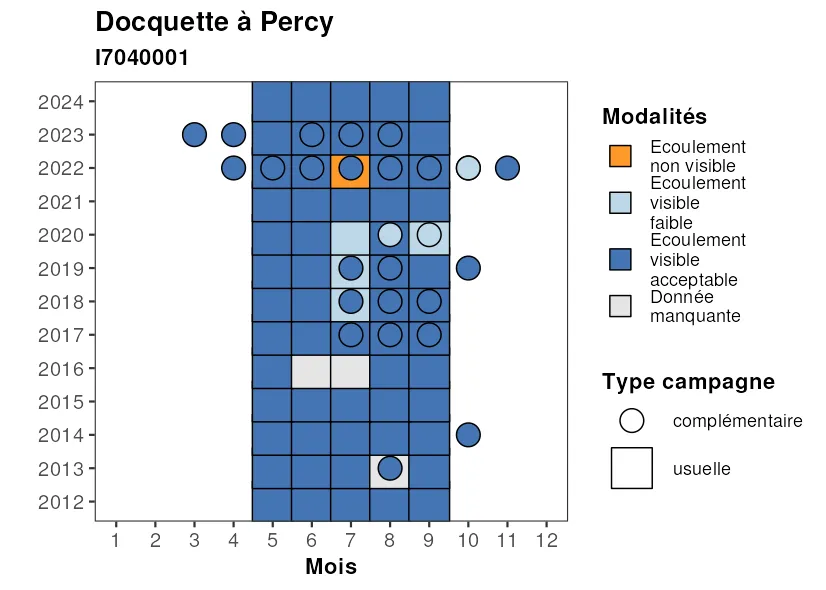 Docquette à Percy
I7040001
2024
2023
2022
2021
2020
2019
2018
2017
2016
2015
2014
2013
2012
1 2 3 4 5 6 7 8 9 10 11 12
Mois
Modalités
Ecoulement
non visible
Ecoulement
visible
faible
Ecoulement
visible
acceptable
Donnée
manquante
Type campagne
complémentaire
usuelle